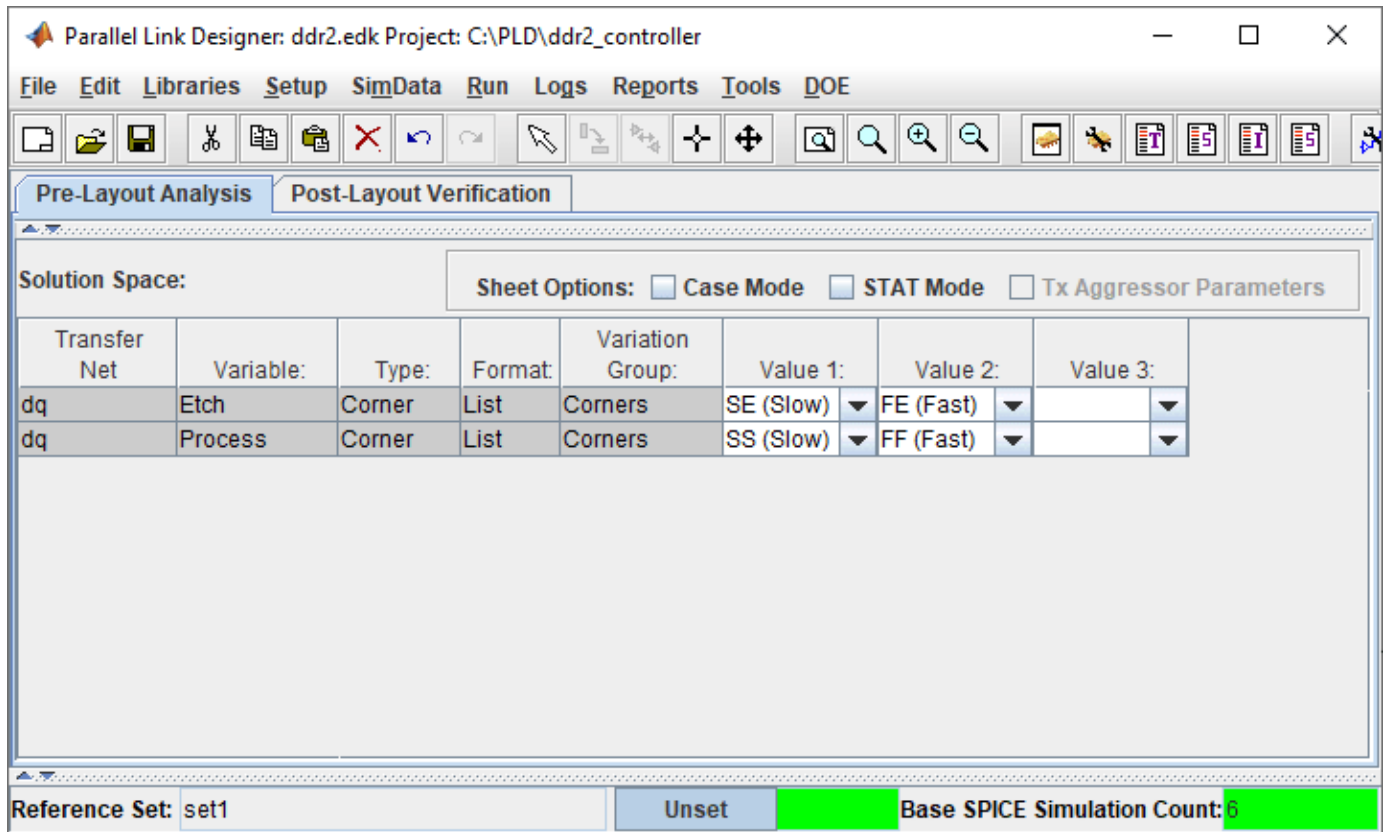 Parallel Link Designer: ddr2.edk Project: C:\PLD\ddr2_controller
File Edit Libraries Setup SimData Run Logs Reports Tools DOE
T S I S
Pre-Layout Analysis Post-Layout Verification
Solution Space: Sheet Options: Case Mode STAT Mode Tx Aggressor Parameters
Transfer Net Variable: Type: Format: Variation Group: Value 1: Value 2: Value 3:
dq Etch Corner List Corners SE (Slow) FE (Fast)
dq Process Corner List Corners SS (Slow) FF (Fast)
Reference Set: set1 Unset Base SPICE Simulation Count: 6